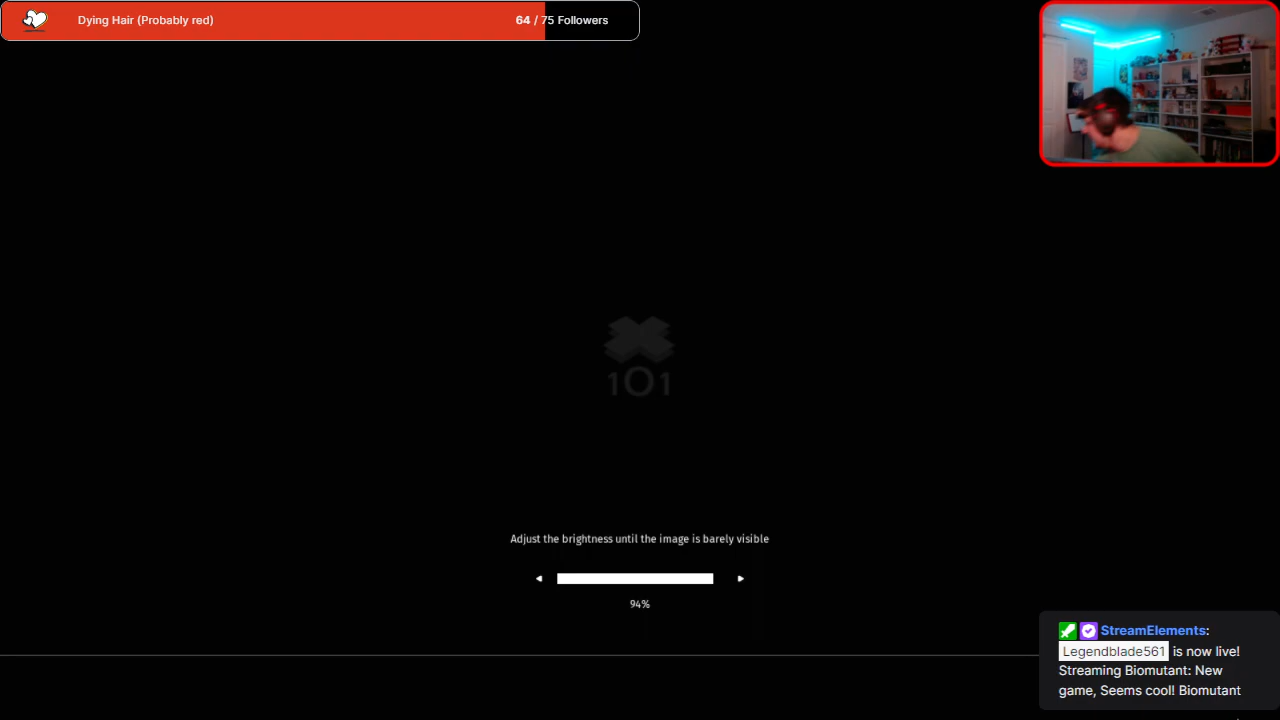 Dying Hair (Probably red)
64 / 75 Followers
1O1
Adjust the brightness until the image is barely visible
94%
StreamElements:
Legendblade561 is now live!
Streaming Biomutant: New
game, Seems cool! Biomutant